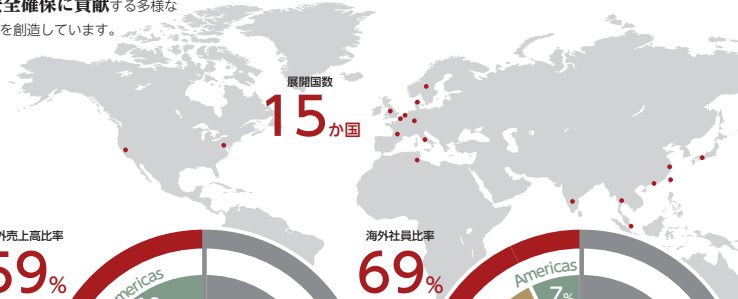 全確保に貢献する多様な
を創造しています。
展開国数
15か国
外売上高比率
59%
海外社員比率
69%
Americas
7%